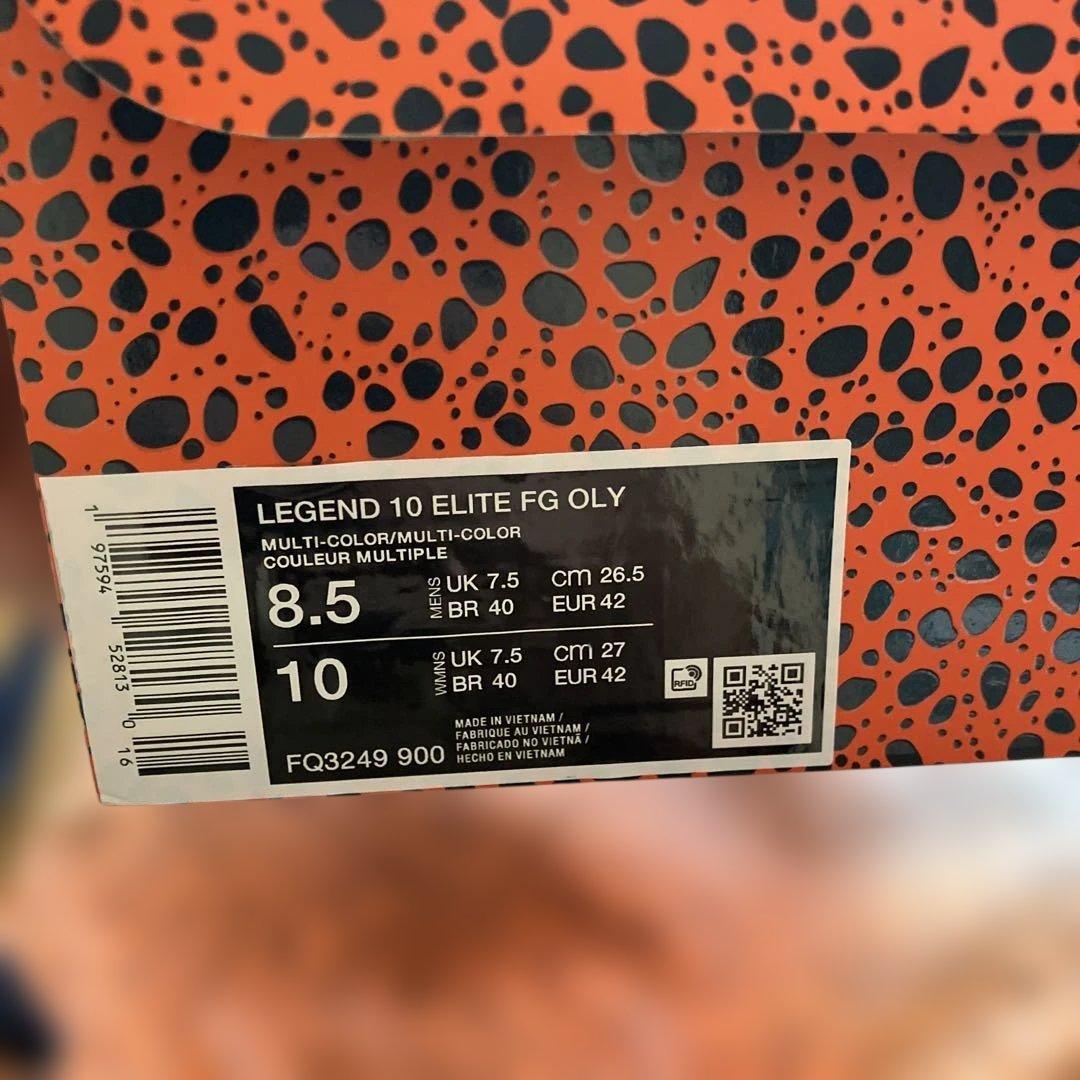 LEGEND 10 ELITE FG OLY
MULTI-COLOR/MULTI-COLOR
COULEUR MULTIPLE
8.5 MENS UK 7.5 cm 26.5
BR 40 EUR 42
10 WMNS UK 7.5 cm 27
BR 40 EUR 42
RFID
FQ3249 900
MADE IN VIETNAM /
FABRIQUE AU VIETNAM /
FABRICADO NO VIETNÃ /
HECHO EN VIETNAM
1 97594 52813 0 16